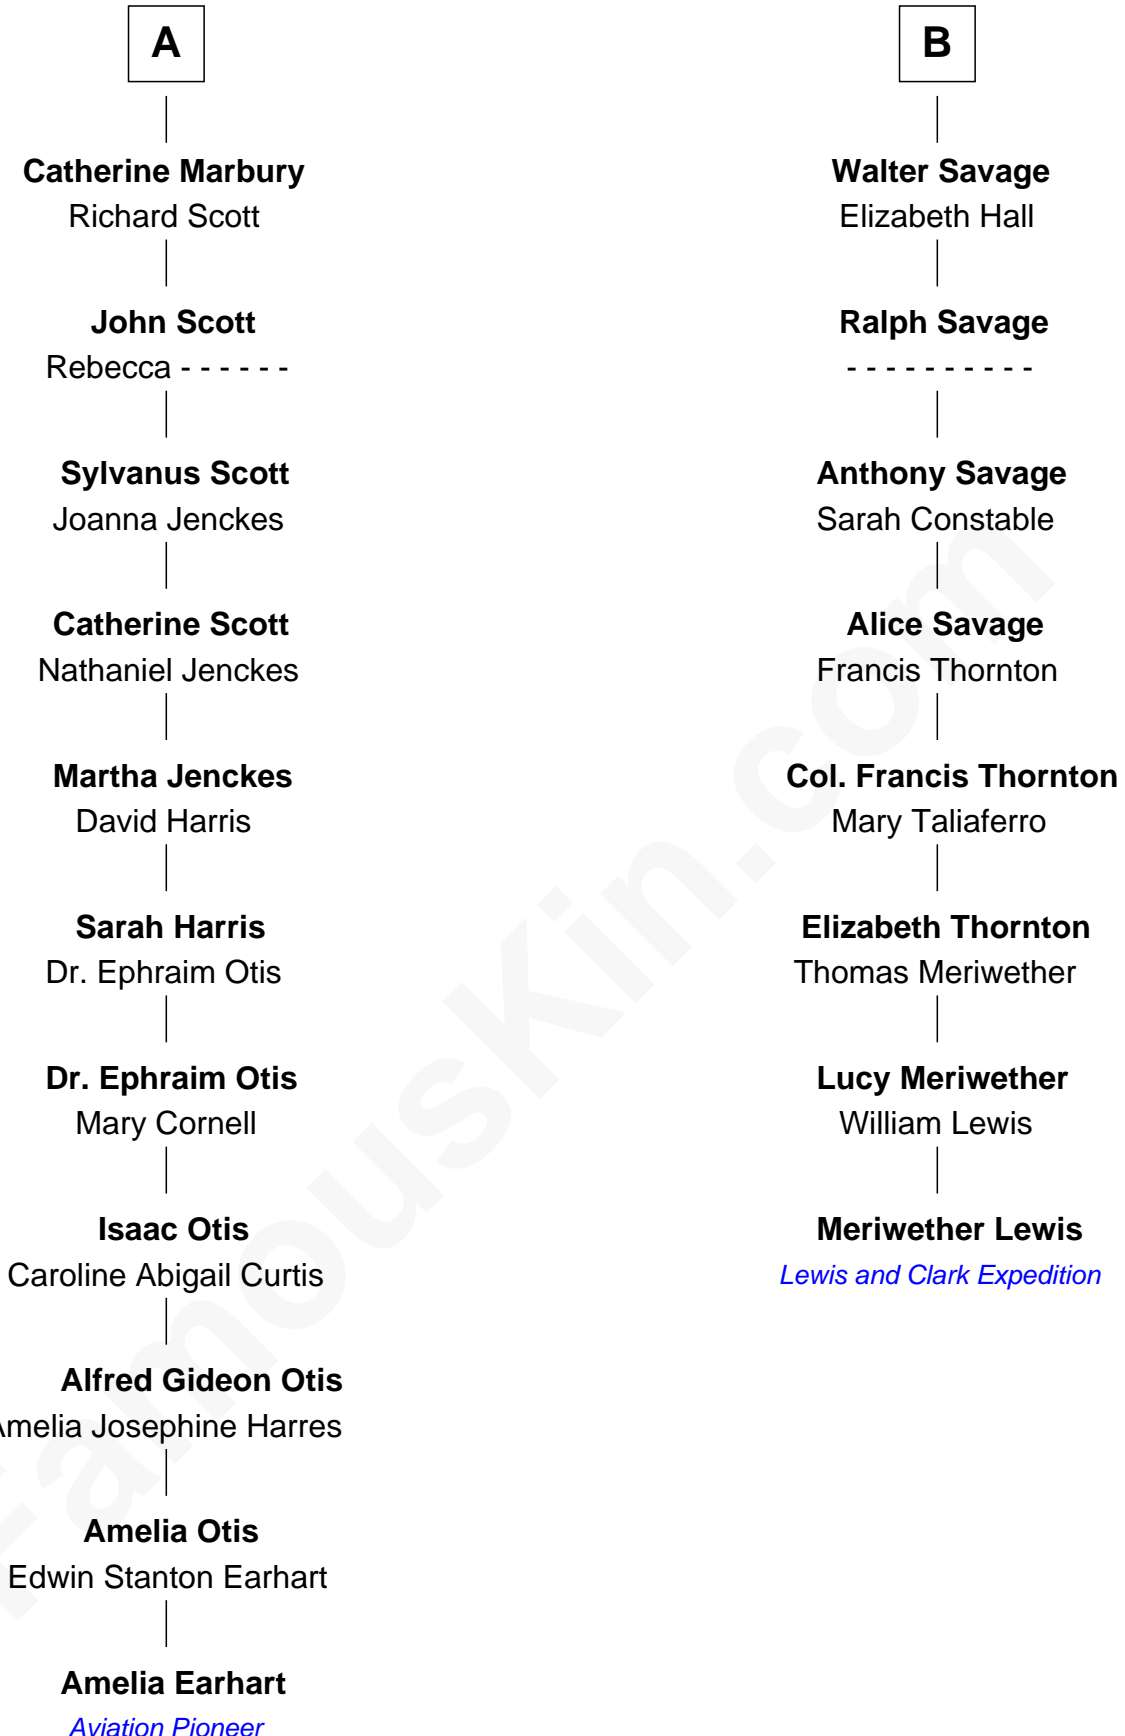 A
Catherine Marbury
Richard Scott
John Scott
Rebecca - - - - - -
Sylvanus Scott
Joanna Jenckes
Catherine Scott
Nathaniel Jenckes
Martha Jenckes
David Harris
Sarah Harris
Dr. Ephraim Otis
Dr. Ephraim Otis
Mary Cornell
Isaac Otis
Caroline Abigail Curtis
Alfred Gideon Otis
Amelia Josephine Harres
Amelia Otis
Edwin Stanton Earhart
Amelia Earhart
Aviation Pioneer
B
Walter Savage
Elizabeth Hall
Ralph Savage
- - - - - - - - - -
Anthony Savage
Sarah Constable
Alice Savage
Francis Thornton
Col. Francis Thornton
Mary Taliaferro
Elizabeth Thornton
Thomas Meriwether
Lucy Meriwether
William Lewis
Meriwether Lewis
Lewis and Clark Expedition
FamousKin.com